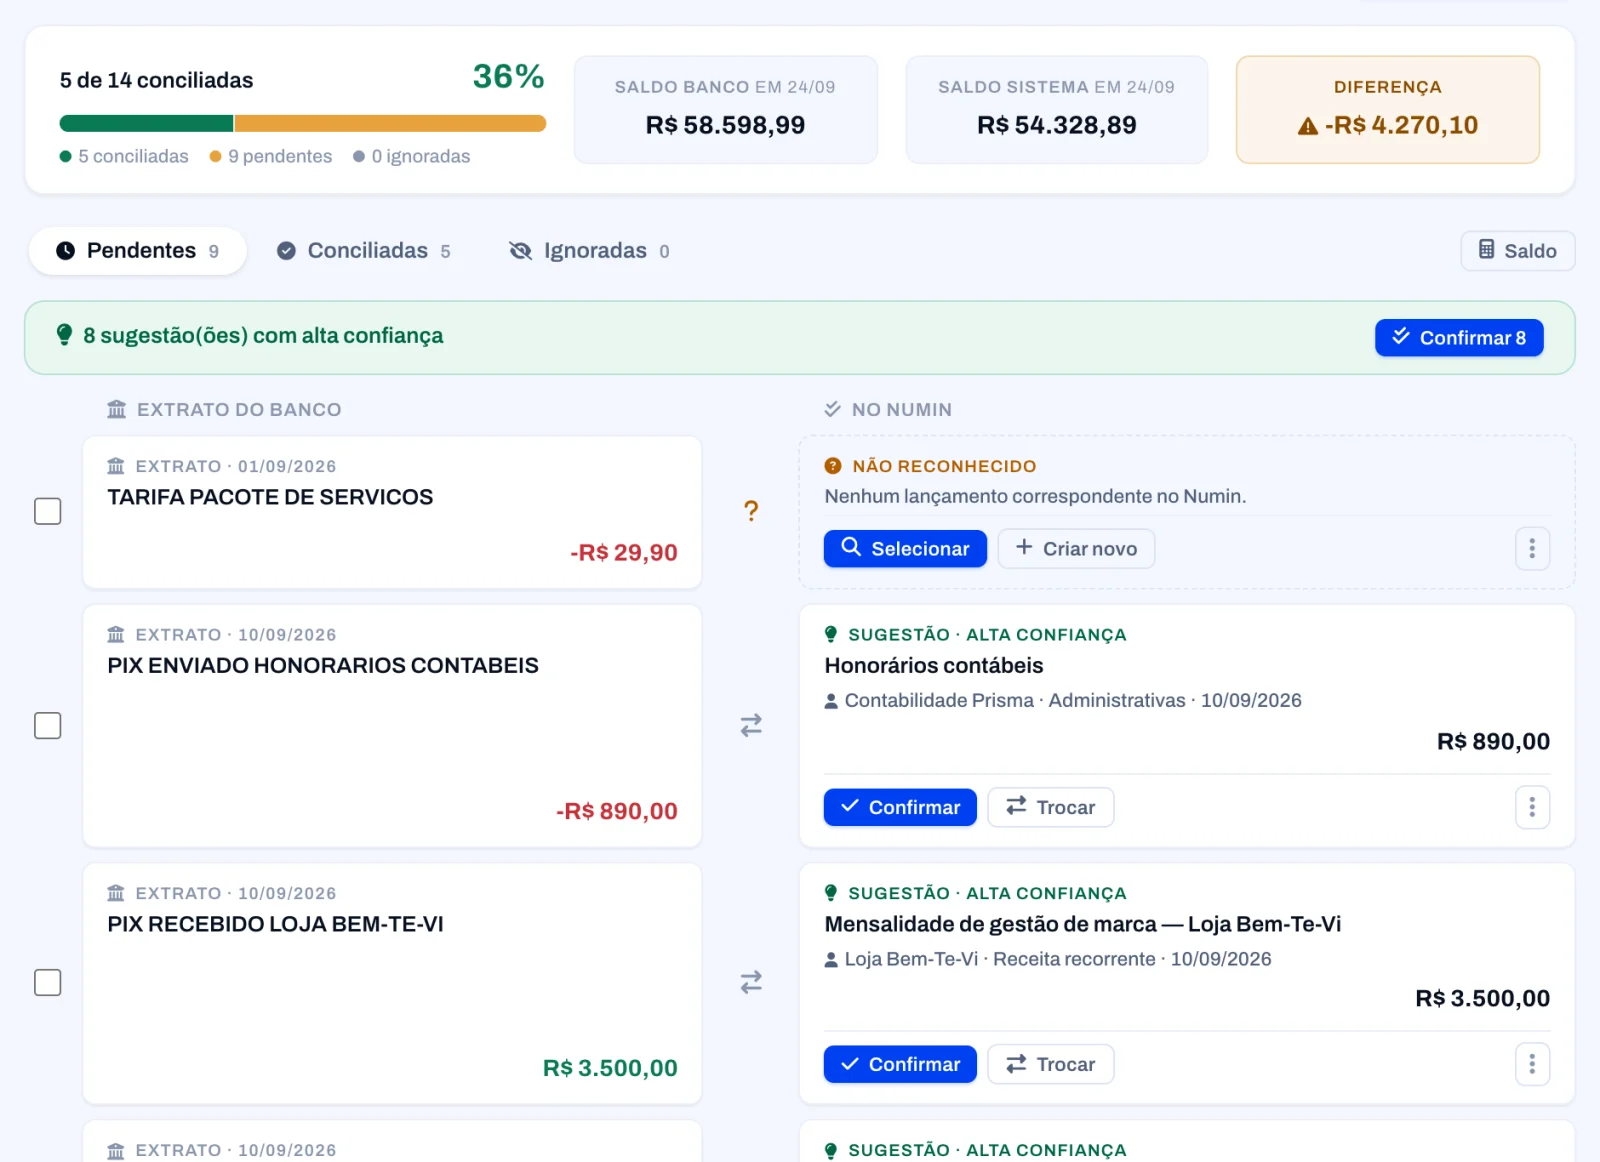 5 de 14 conciliadas
36%
5 conciliadas 9 pendentes 0 ignoradas
SALDO BANCO EM 24/09
R$ 58.598,99
SALDO SISTEMA EM 24/09
R$ 54.328,89
DIFERENÇA
-R$ 4.270,10
Pendentes 9
Conciliadas 5
Ignoradas 0
Saldo
8 sugestão(ões) com alta confiança
Confirmar 8
EXTRATO DO BANCO
NO NUMIN
EXTRATO · 01/09/2026
TARIFA PACOTE DE SERVICOS
-R$ 29,90
?
NÃO RECONHECIDO
Nenhum lançamento correspondente no Numin.
Selecionar
Criar novo
EXTRATO · 10/09/2026
PIX ENVIADO HONORARIOS CONTABEIS
-R$ 890,00
SUGESTÃO · ALTA CONFIANÇA
Honorários contábeis
Contabilidade Prisma · Administrativas · 10/09/2026
R$ 890,00
Confirmar
Trocar
EXTRATO · 10/09/2026
PIX RECEBIDO LOJA BEM-TE-VI
R$ 3.500,00
SUGESTÃO · ALTA CONFIANÇA
Mensalidade de gestão de marca — Loja Bem-Te-Vi
Loja Bem-Te-Vi · Receita recorrente · 10/09/2026
R$ 3.500,00
Confirmar
Trocar
EXTRATO · 10/09/2026
SUGESTÃO · ALTA CONFIANÇA